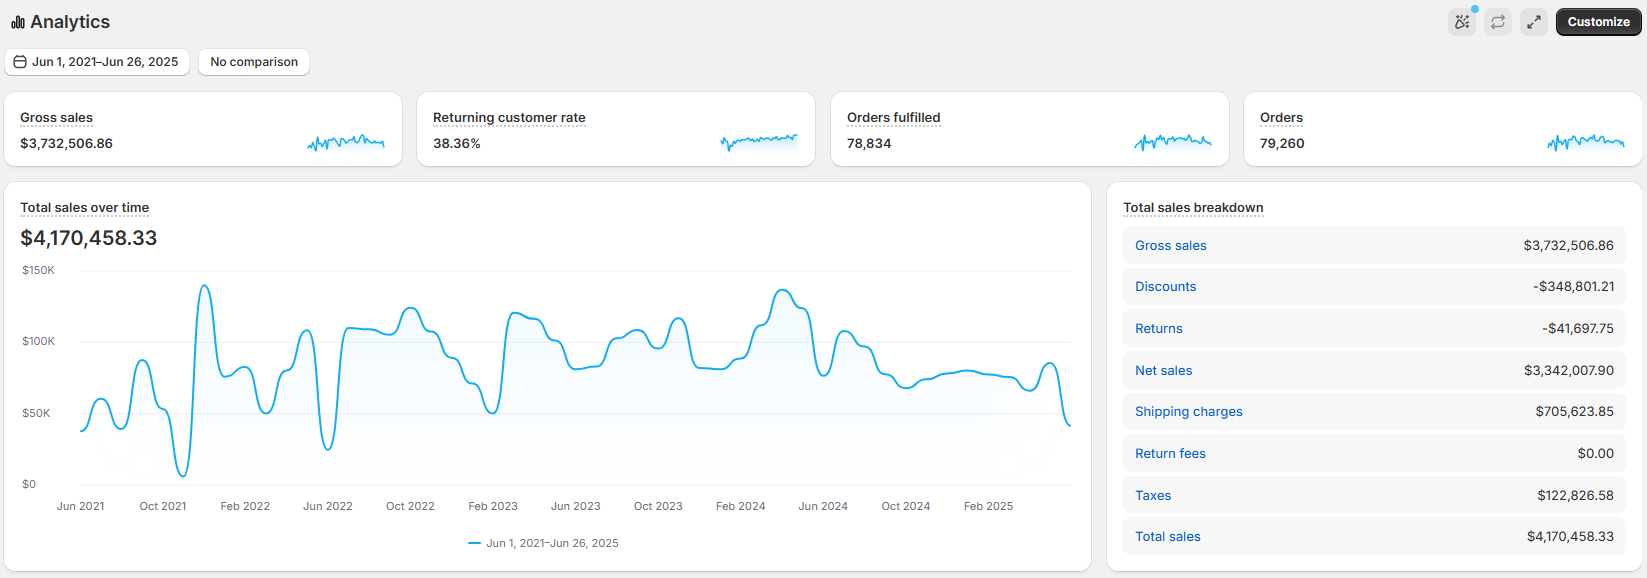 Analytics
Customize
Jun 1, 2021–Jun 26, 2025
No comparison
Gross sales
$3,732,506.86
Returning customer rate
38.36%
Orders fulfilled
78,834
Orders
79,260
Total sales over time
$4,170,458.33
$150K
$100K
$50K
$0
Jun 2021
Oct 2021
Feb 2022
Jun 2022
Oct 2022
Feb 2023
Jun 2023
Oct 2023
Feb 2024
Jun 2024
Oct 2024
Feb 2025
Jun 1, 2021–Jun 26, 2025
Total sales breakdown
Gross sales $3,732,506.86
Discounts -$348,801.21
Returns -$41,697.75
Net sales $3,342,007.90
Shipping charges $705,623.85
Return fees $0.00
Taxes $122,826.58
Total sales $4,170,458.33